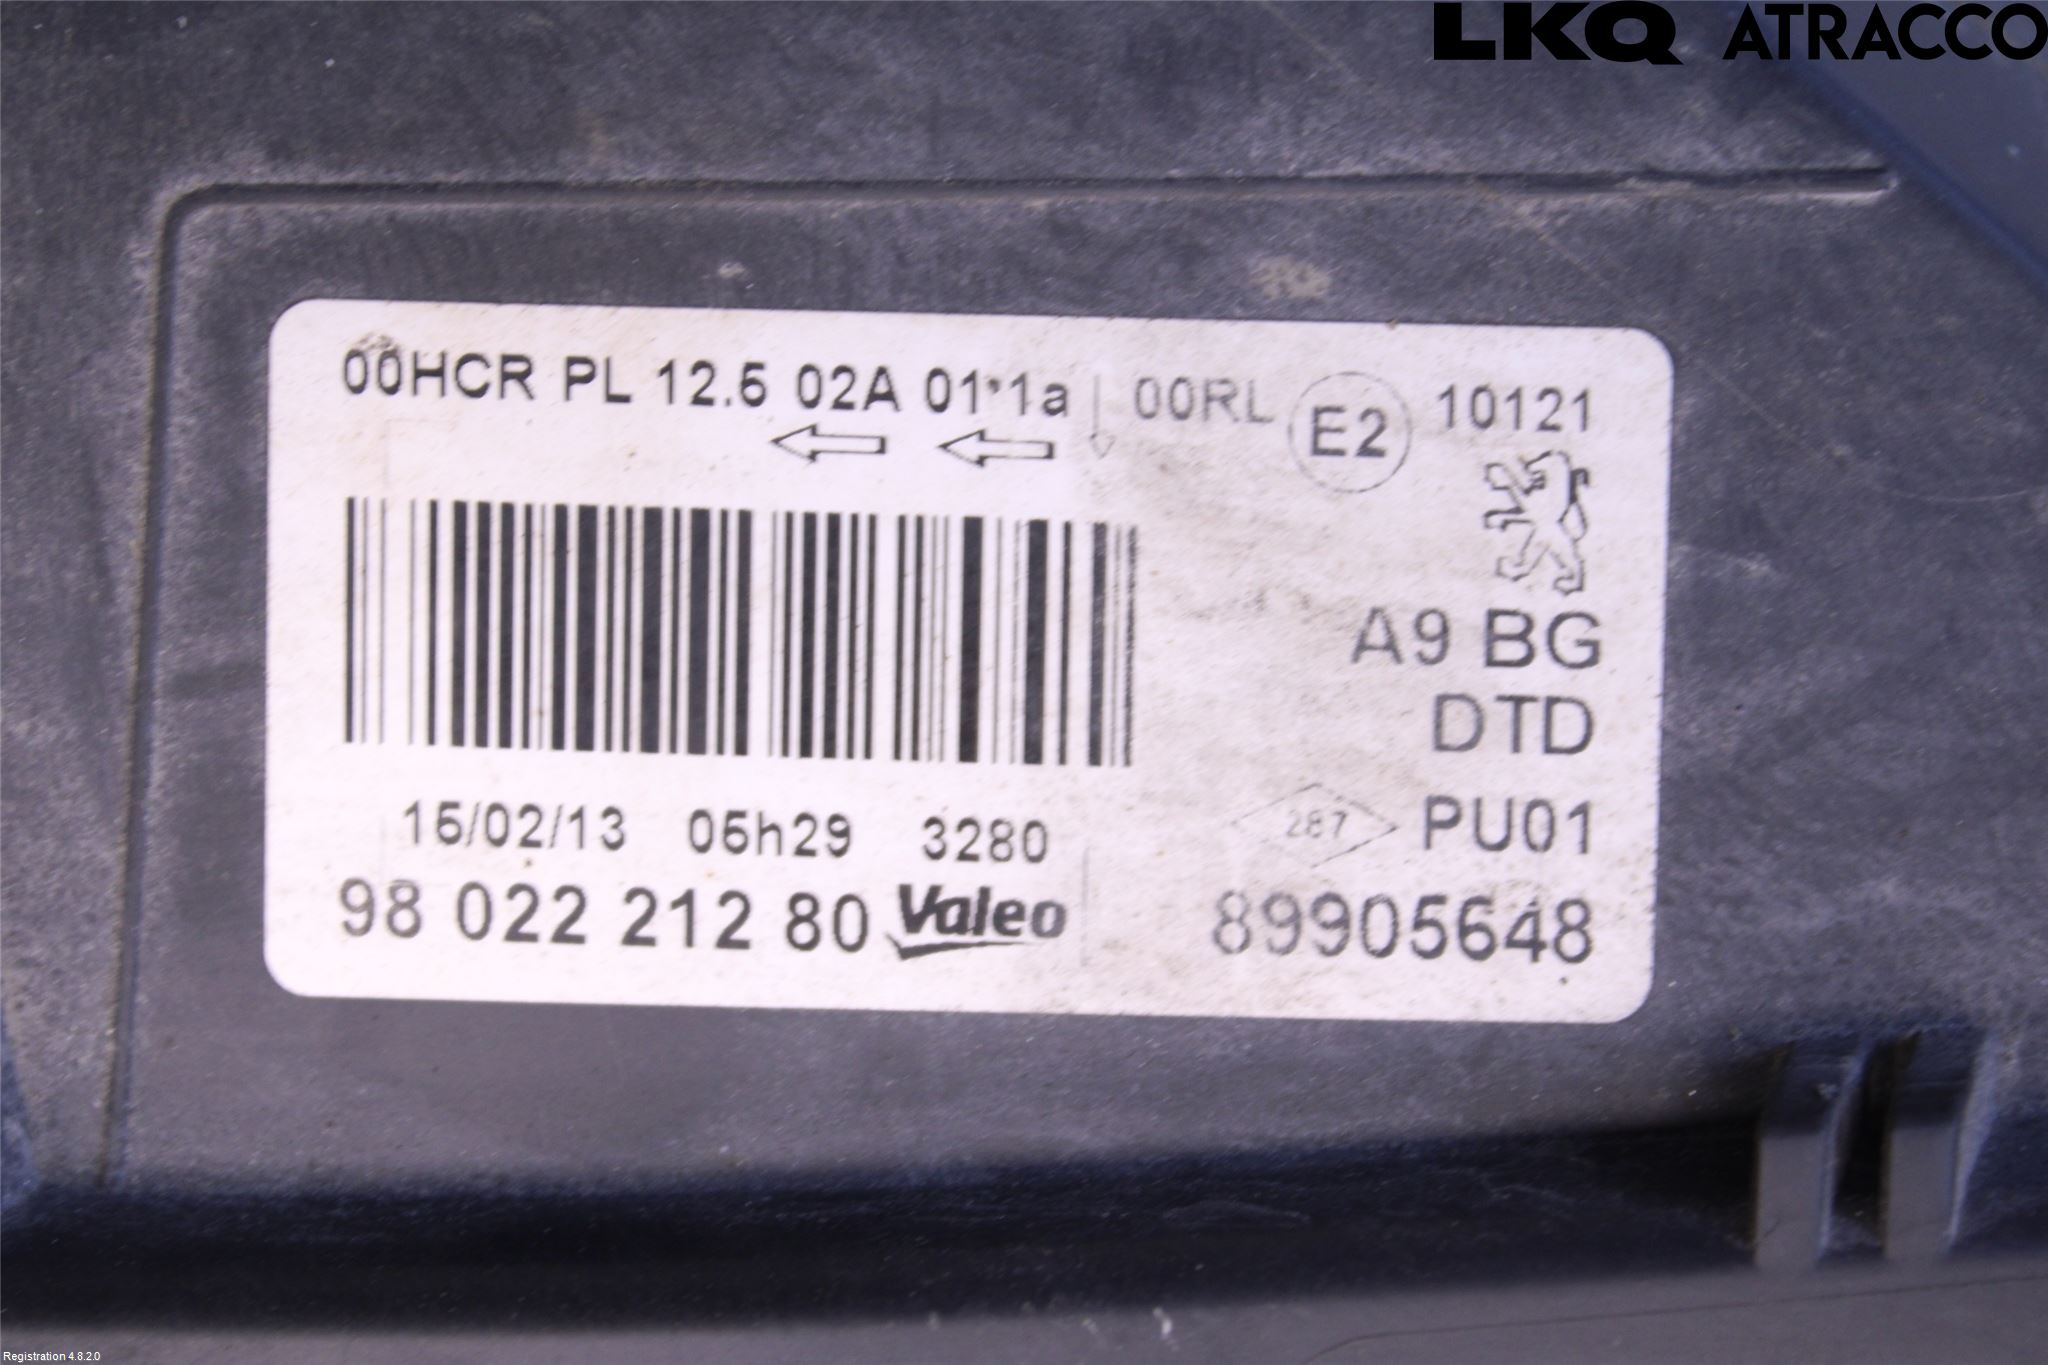 LKQ ATRACCO
00HCR PL 12.5 02A 01 1a 00RL E2 10121
A9 BG
DTD
287 PU01
15/02/13 05h29 3280
98 022 212 80 Valeo 89905648
Registration 4.8.2.0